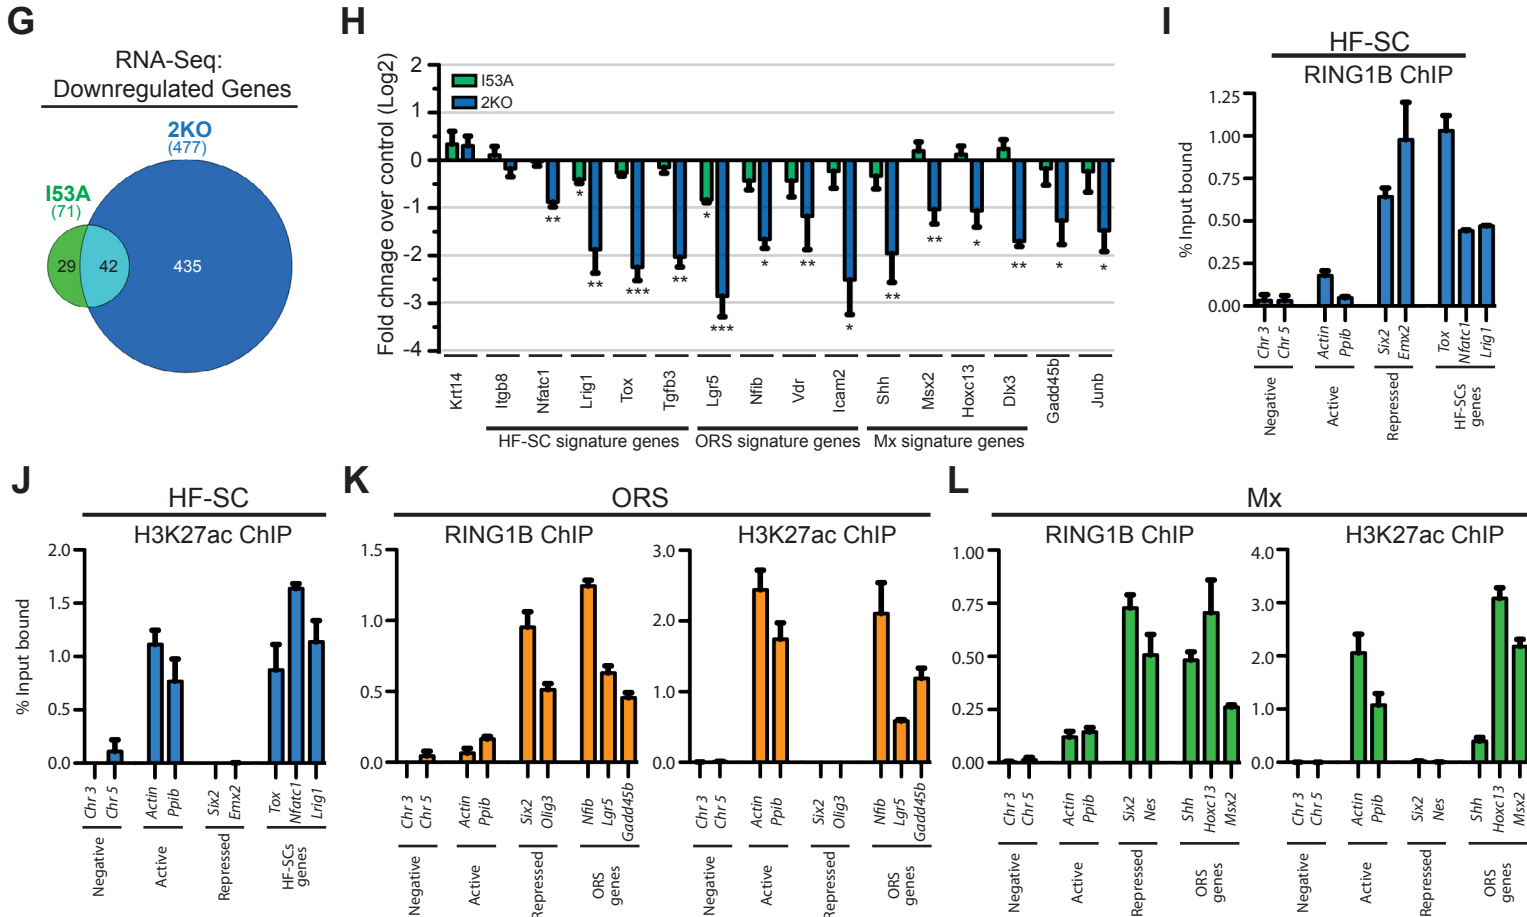 G
RNA-Seq:
Downregulated Genes
2KO
(477)
I53A
(71)
29
42
435
H
Fold chnage over control (Log2)
2
1
0
-1
-2
-3
-4
I53A
2KO
*
**
**
***
**
*
***
*
**
*
**
**
*
**
*
*
Krt14
Itgb8
Nfatc1
Lrig1
Tox
Tgfb3
Lgr5
Nfib
Vdr
Icam2
Shh
Msx2
Hoxc13
Dlx3
Gadd45b
Junb
HF-SC signature genes
ORS signature genes
Mx signature genes
I
HF-SC
RING1B ChIP
% Input bound
1.25
1.00
0.75
0.50
0.25
0.00
Chr 3
Chr 5
Actin
Ppib
Six2
Emx2
Tox
Nfatc1
Lrig1
Negative
Active
Repressed
HF-SCs
genes
J
HF-SC
H3K27ac ChIP
% Input bound
2.0
1.5
1.0
0.5
0.0
Chr 3
Chr 5
Actin
Ppib
Six2
Emx2
Tox
Nfatc1
Lrig1
Negative
Active
Repressed
HF-SCs
genes
K
ORS
RING1B ChIP
1.5
1.0
0.5
0.0
Chr 3
Chr 5
Actin
Ppib
Six2
Olig3
Nfib
Lgr5
Gadd45b
Negative
Active
Repressed
ORS
genes
H3K27ac ChIP
3.0
2.0
1.0
0.0
Chr 3
Chr 5
Actin
Ppib
Six2
Olig3
Nfib
Lgr5
Gadd45b
Negative
Active
Repressed
ORS
genes
L
Mx
RING1B ChIP
1.00
0.75
0.50
0.25
0.00
Chr 3
Chr 5
Actin
Ppib
Six2
Nes
Shh
Hoxc13
Msx2
Negative
Active
Repressed
ORS
genes
H3K27ac ChIP
4.0
3.0
2.0
1.0
0.0
Chr 3
Chr 5
Actin
Ppib
Six2
Nes
Shh
Hoxc13
Msx2
Negative
Active
Repressed
ORS
genes